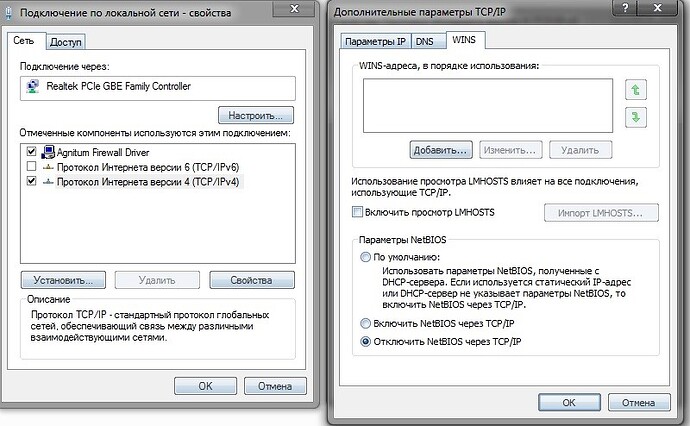 Подключение по локальной сети - свойства
Сеть
Доступ
Подключение через:
Realtek PCIe GBE Family Controller
Настроить...
Отмеченные компоненты используются этим подключением:
Agnitum Firewall Driver
Протокол Интернета версии 6 (TCP/IPv6)
Протокол Интернета версии 4 (TCP/IPv4)
Установить...
Удалить
Свойства
Описание
Протокол TCP/IP - стандартный протокол глобальных
сетей, обеспечивающий связь между различными
взаимодействующими сетями.
ОК
Отмена
Дополнительные параметры TCP/IP
Параметры IP
DNS
WINS
WINS-адреса, в порядке использования:
Добавить...
Изменить...
Удалить
Использование просмотра LMHOSTS влияет на все подключения,
использующие TCP/IP.
Включить просмотр LMHOSTS
Импорт LMHOSTS...
Параметры NetBIOS
По умолчанию:
Использовать параметры NetBIOS, полученные с
DHCP-сервера. Если используется статический IP-адрес
или DHCP-сервер не указывает параметры NetBIOS, то
включить NetBIOS через TCP/IP.
Включить NetBIOS через TCP/IP
Отключить NetBIOS через TCP/IP
ОК
Отмена